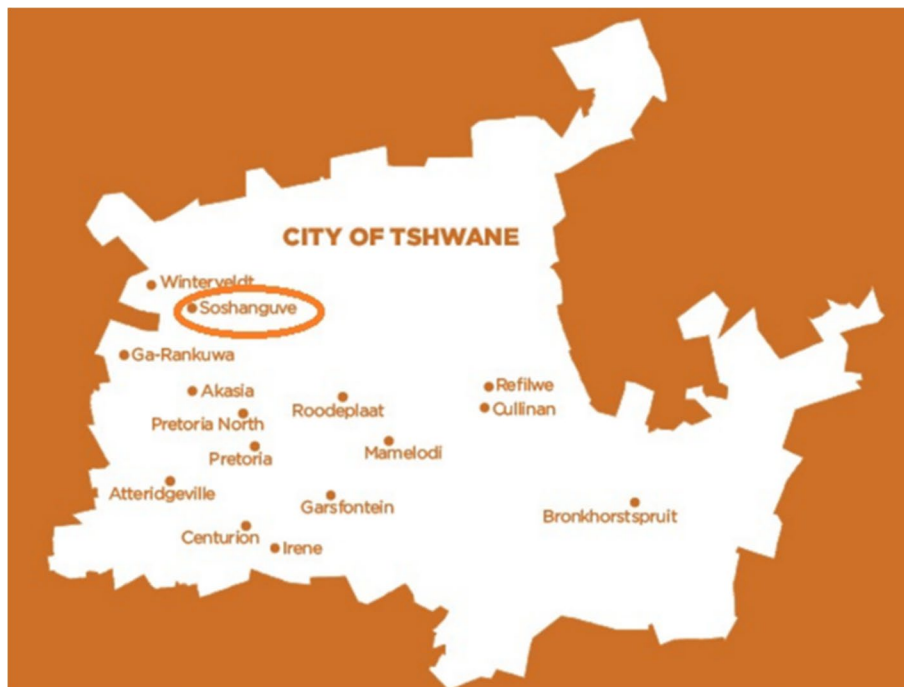 CITY OF TSHWANE
Winterveldt
Soshanguve
Ga-Rankuwa
Akasia
Refilwe
Roodeplaat
Cullinan
Pretoria North
Mamelodi
Pretoria
Atteridgeville
Garsfontein
Bronkhorstspruit
Centurion
Irene